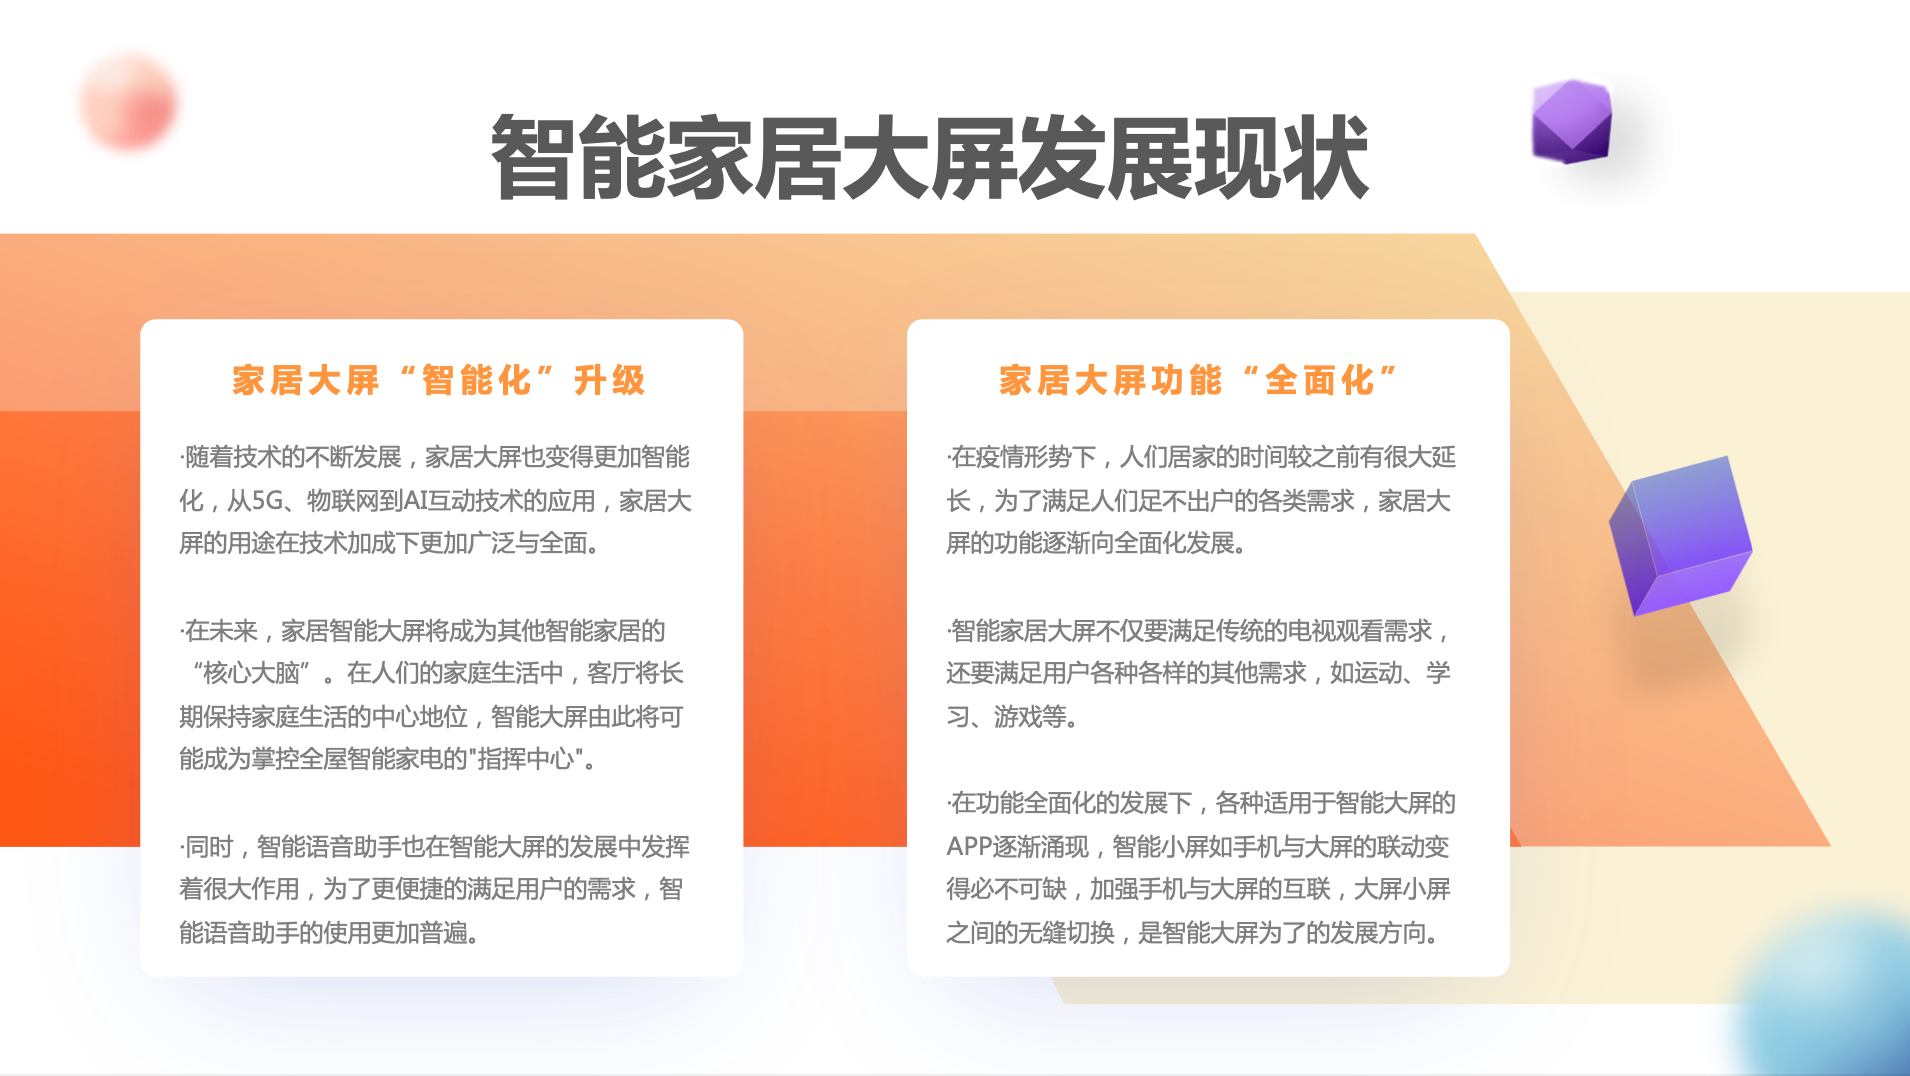 智能家居大屏发展现状
家居大屏“智能化”升级
·随着技术的不断发展，家居大屏也变得更加智能
化，从5G、物联网到AI互动技术的应用，家居大
屏的用途在技术加成下更加广泛与全面。
·在未来，家居智能大屏将成为其他智能家居的
“核心大脑”。在人们的家庭生活中，客厅将长
期保持家庭生活的中心地位，智能大屏由此将可
能成为掌控全屋智能家电的"指挥中心"。
·同时，智能语音助手也在智能大屏的发展中发挥
着很大作用，为了更便捷的满足用户的需求，智
能语音助手的使用更加普遍。
家居大屏功能“全面化”
·在疫情形势下，人们居家的时间较之前有很大延
长，为了满足人们足不出户的各类需求，家居大
屏的功能逐渐向全面化发展。
·智能家居大屏不仅要满足传统的电视观看需求，
还要满足用户各种各样的其他需求，如运动、学
习、游戏等。
·在功能全面化的发展下，各种适用于智能大屏的
APP逐渐涌现，智能小屏如手机与大屏的联动变
得必不可缺，加强手机与大屏的互联，大屏小屏
之间的无缝切换，是智能大屏为了的发展方向。